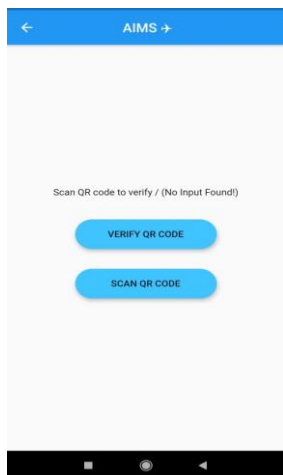 AIMS ✈
Scan QR code to verify / (No Input Found!)
VERIFY QR CODE
SCAN QR CODE